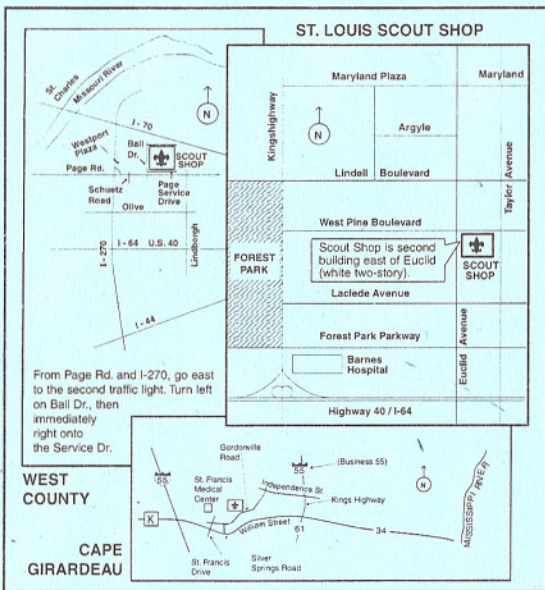 ST. LOUIS SCOUT SHOP
St. Charles
Missouri River
N
I - 70
Westport
Plaza
Ball
Dr.
SCOUT
SHOP
Page Rd.
Schuetz
Road
Page
Service
Drive
Olive
I - 270
I - 64 U.S. 40
Lindbergh
I - 44
From Page Rd. and I-270, go east
to the second traffic light. Turn left
on Ball Dr., then
immediately
right onto
the Service Dr.
WEST
COUNTY
Maryland Plaza
Maryland
Kingshighway
N
Argyle
Taylor Avenue
Lindell Boulevard
West Pine Boulevard
FOREST
PARK
Scout Shop is second
building east of Euclid
(white two-story).
SCOUT
SHOP
Laclede Avenue
Forest Park Parkway
Euclid Avenue
Barnes
Hospital
Highway 40 / I-64
CAPE
GIRARDEAU
Gordonville
Road
55
St. Francis
Medical
Center
55
(Business 55)
N
Independence St.
Kings Highway
K
William Street
61
34
MISSISSIPPI RIVER
St. Francis
Drive
Silver
Springs Road